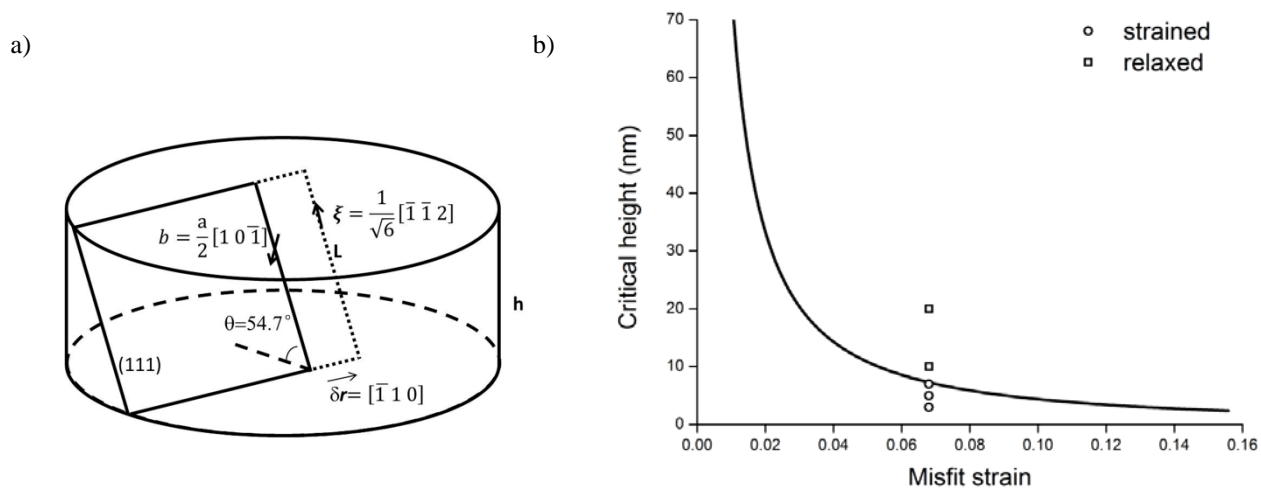 a)
b = a/2 [1 0 1̅]
ξ = 1/√6 [1̅ 1̅ 2]
L
h
θ=54.7°
(111)
δr= [1̅ 1 0]
b)
strained
relaxed
Critical height (nm)
70
60
50
40
30
20
10
0
0.00 0.02 0.04 0.06 0.08 0.10 0.12 0.14 0.16
Misfit strain